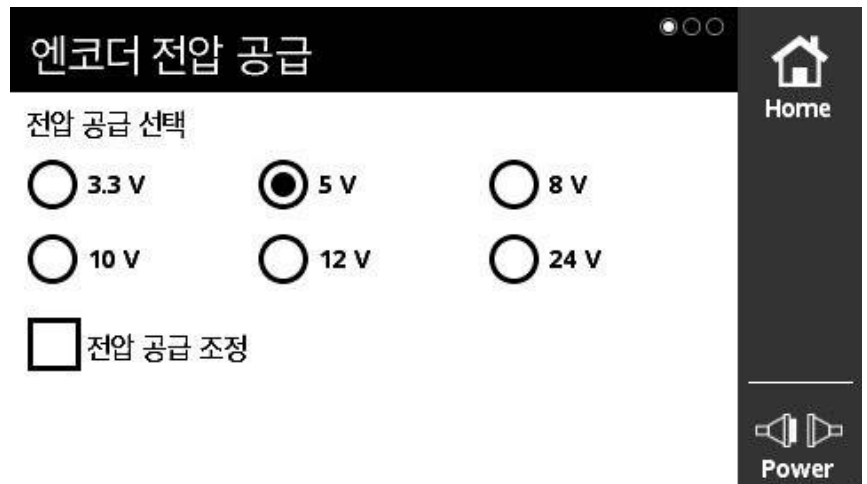 엔코더 전압 공급
Home
전압 공급 선택
3.3 V 5 V 8 V
10 V 12 V 24 V
전압 공급 조정
Power